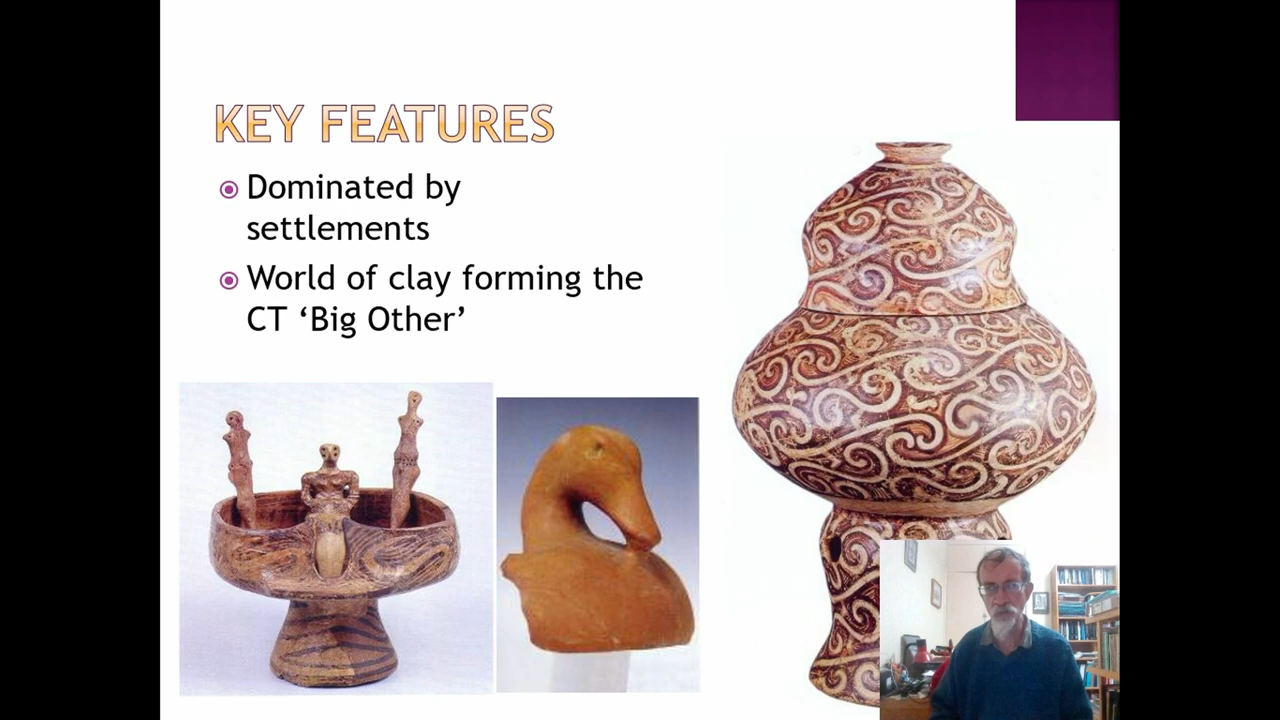 KEY FEATURES
Dominated by
settlements
World of clay forming the
CT ‘Big Other’